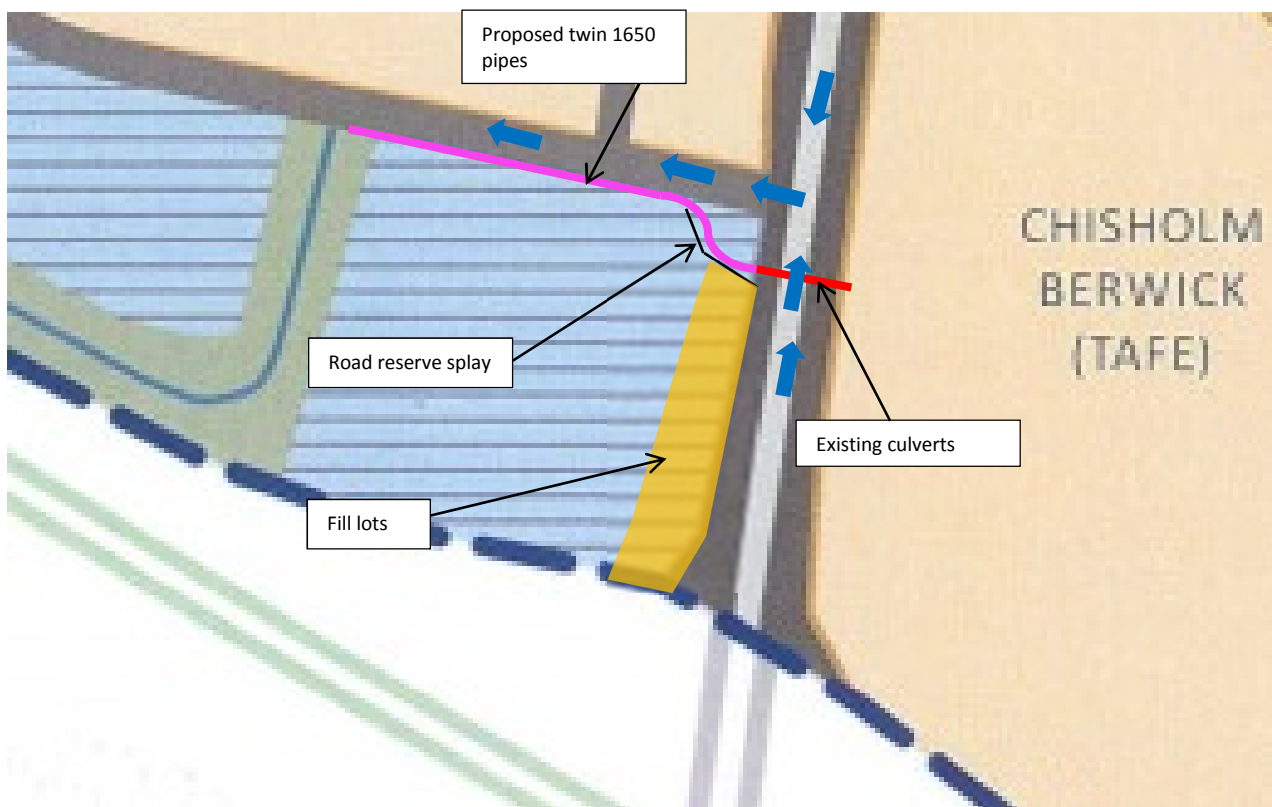 Proposed twin 1650
pipes
CHISHOLM
BERWICK
(TAFE)
Road reserve splay
Existing culverts
Fill lots